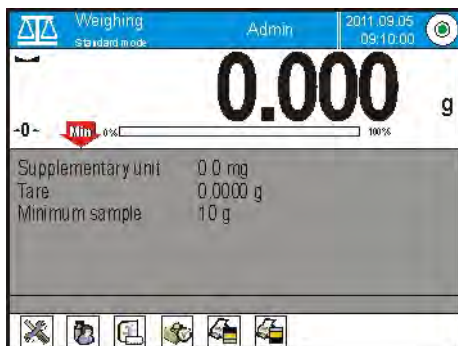 Weighing
Standard mode
Admin
2011.09.05
09:10:00
0.000 g
-0-
Min 0% 100%
Supplementary unit 0.0 mg
Tare 0.0000 g
Minimum sample 10 g